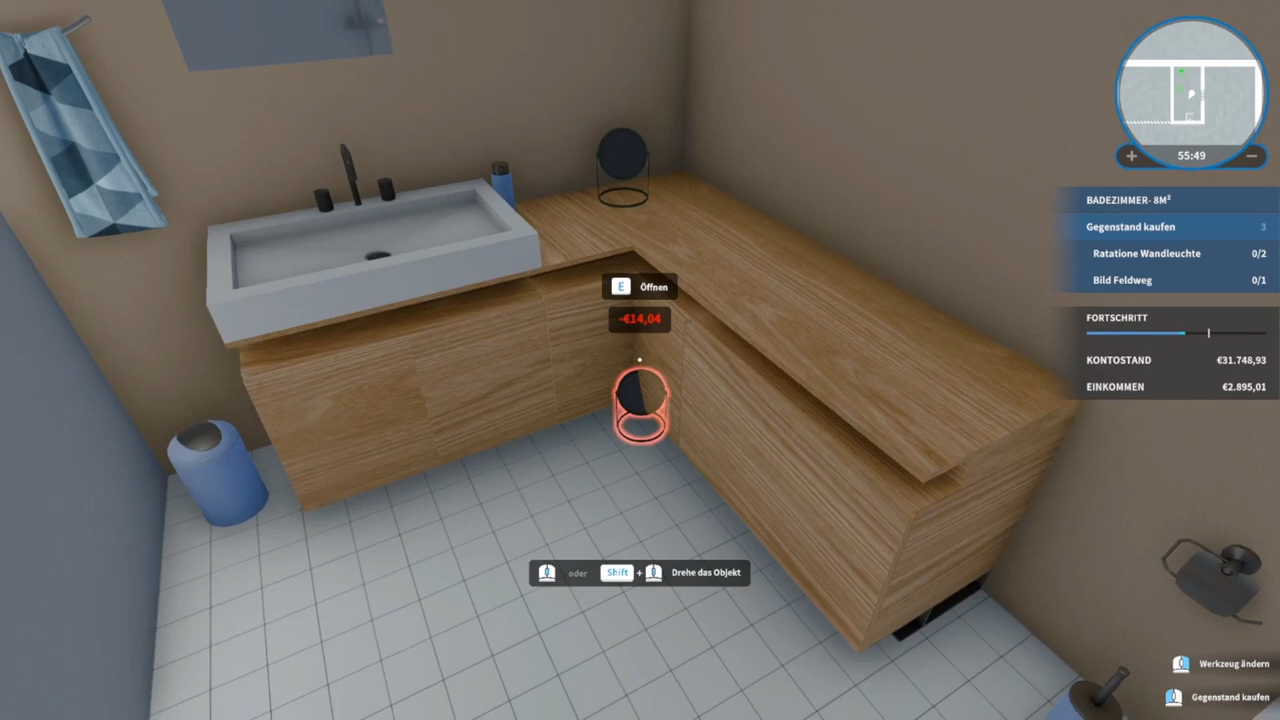 55:49
BADEZIMMER- 8M²
Gegenstand kaufen 3
Ratatione Wandleuchte 0/2
Bild Feldweg 0/1
FORTSCHRITT
KONTOSTAND €31.748,93
EINKOMMEN €2.895,01
E Öffnen
-€14,04
oder Shift + Drehe das Objekt
Werkzeug ändern
Gegenstand kaufen